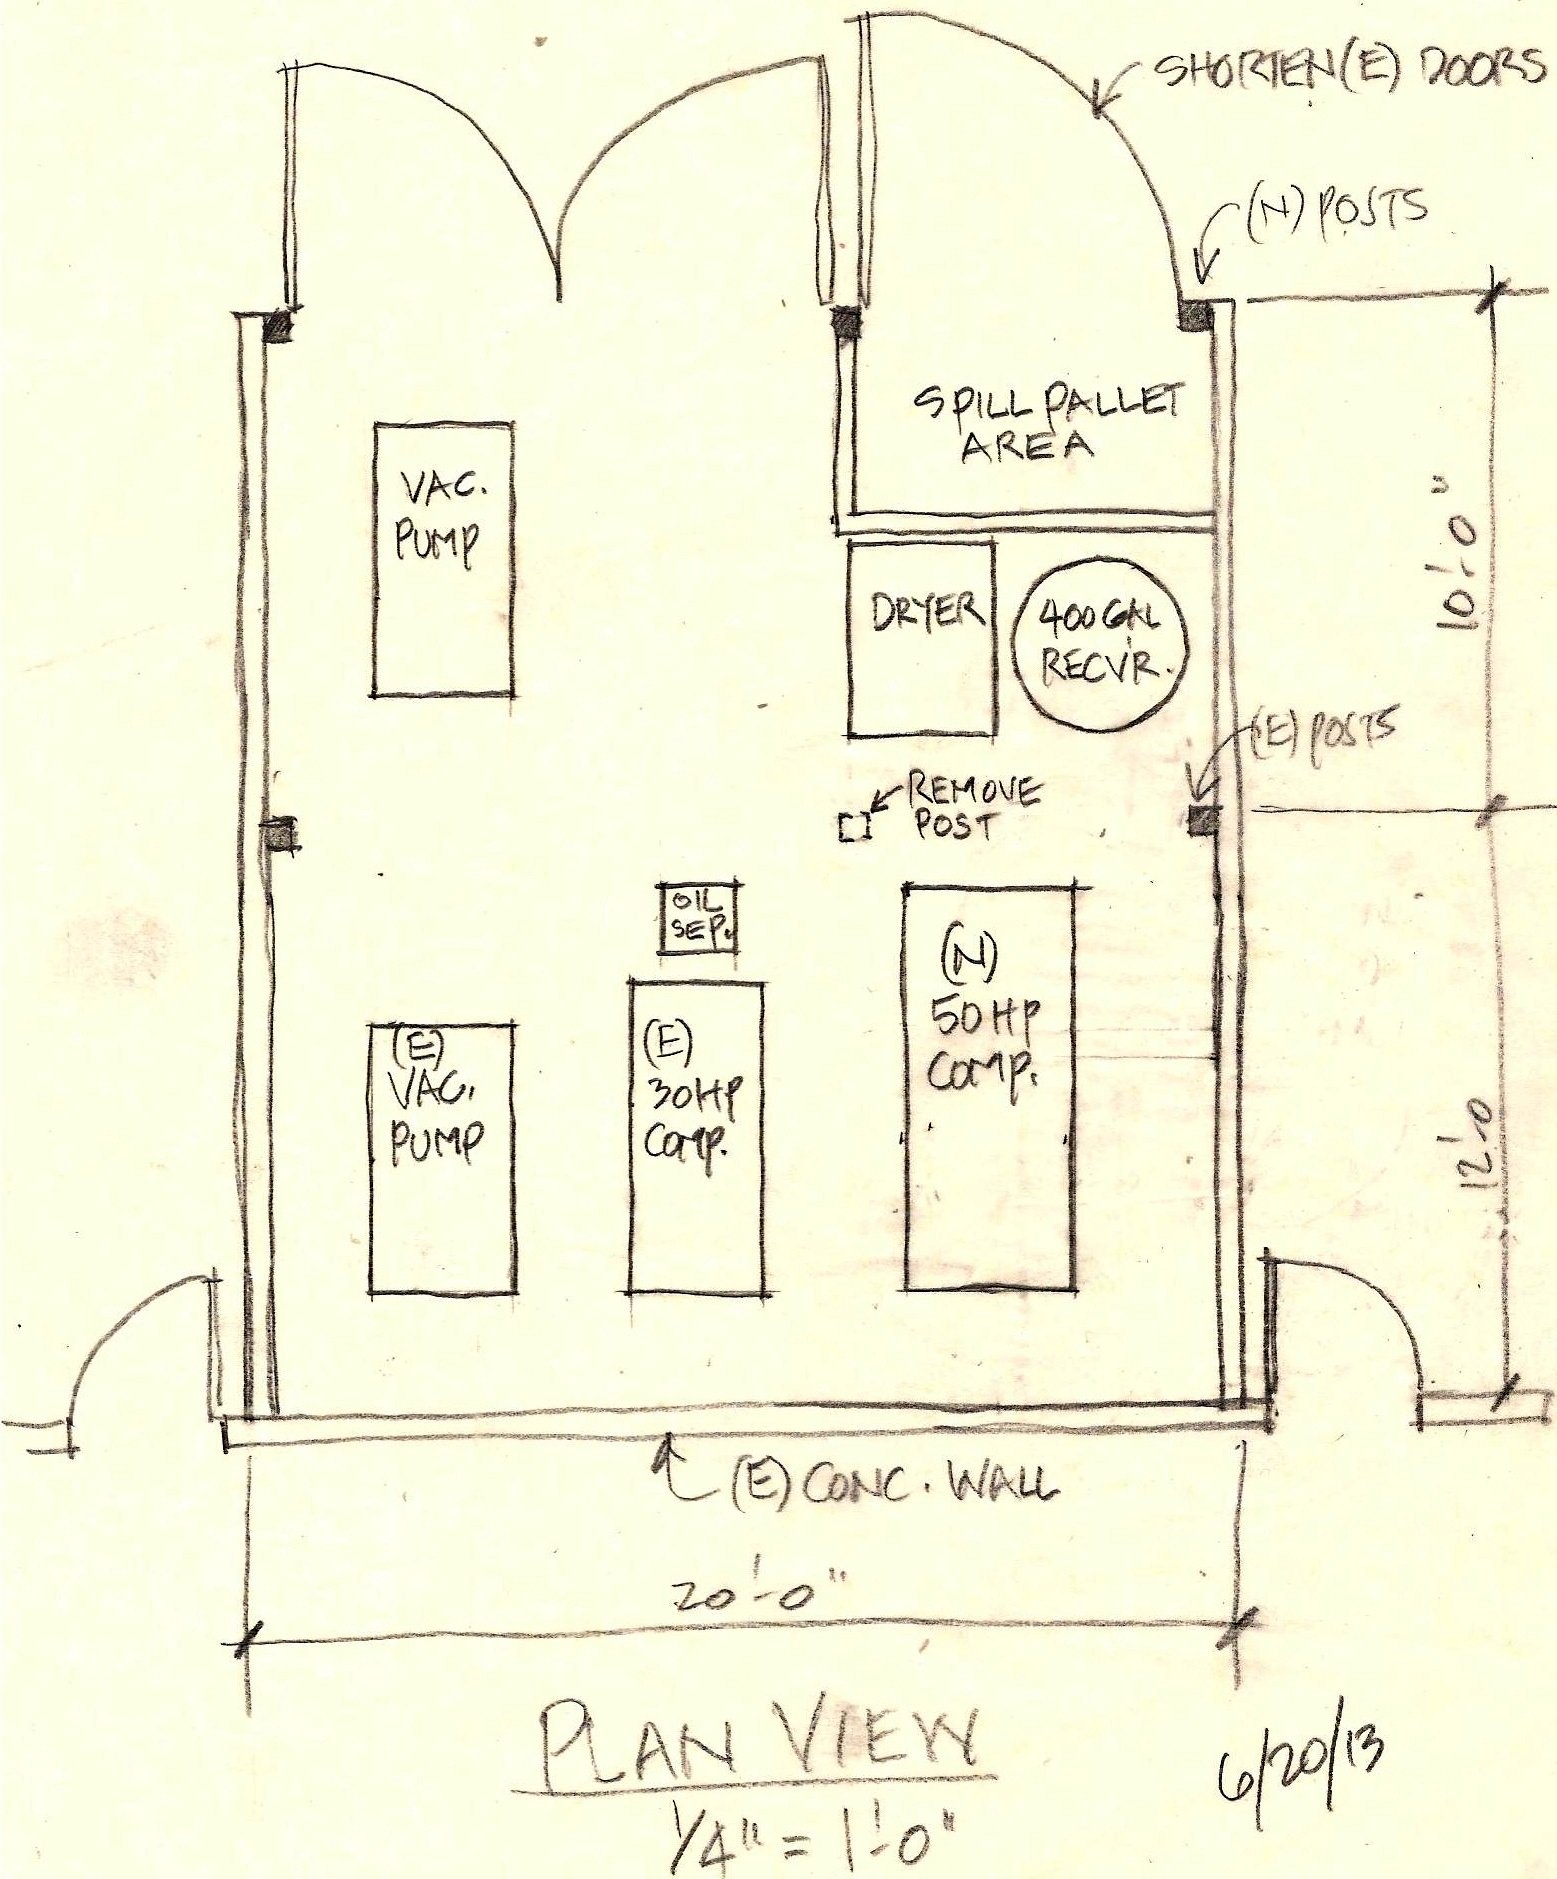 SHORTEN (E) DOORS
(N) POSTS
SPILL PALLET
AREA
VAC.
PUMP
10'-0"
DRYER
400 GAL
RECV'R.
(E) POSTS
REMOVE
POST
OIL
SEP.
(N)
50 HP
COMP.
(E)
VAC.
PUMP
(E)
30 HP
COMP.
12'-0
(E) CONC. WALL
20'-0"
PLAN VIEW
1/4" = 1'-0"
6/20/13